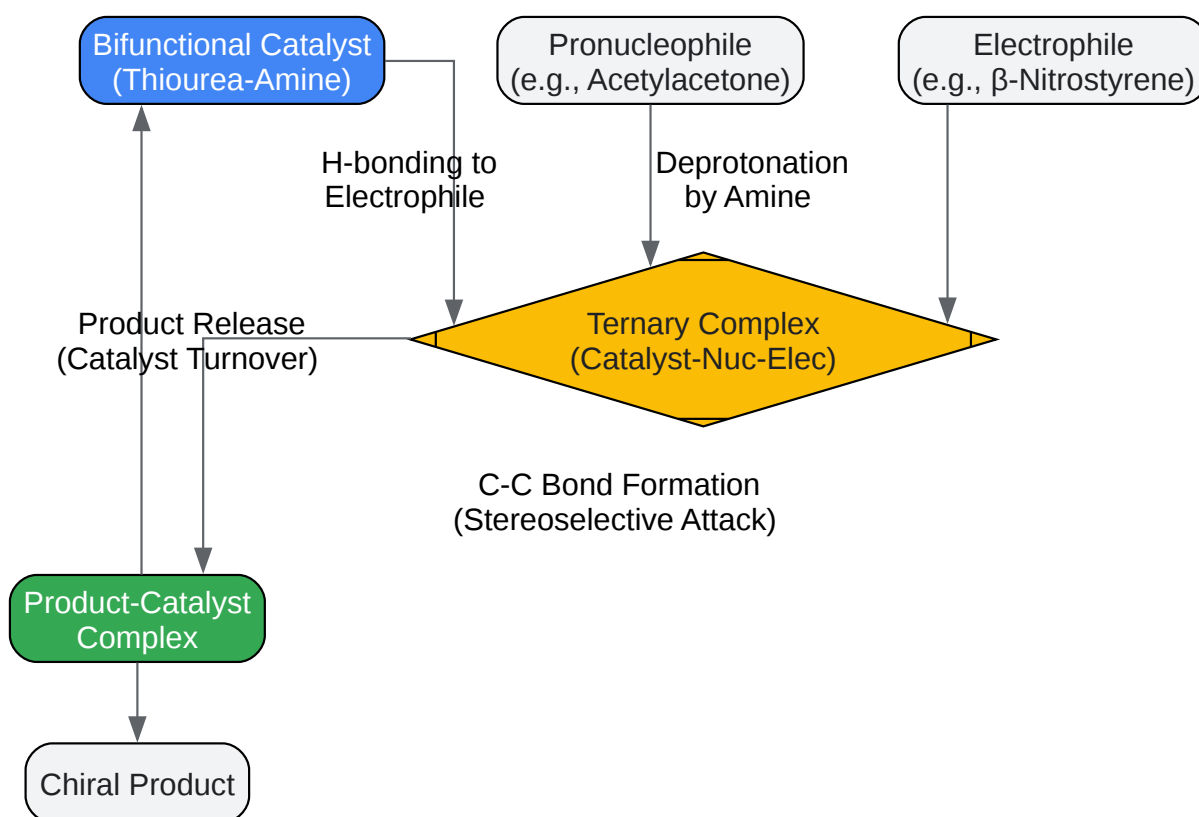 Bifunctional Catalyst
(Thiourea-Amine)
Pronucleophile
(e.g., Acetylacetone)
Electrophile
(e.g., β-Nitrostyrene)
H-bonding to
Electrophile
Deprotonation
by Amine
Product Release
(Catalyst Turnover)
Ternary Complex
(Catalyst-Nuc-Elec)
C-C Bond Formation
(Stereoselective Attack)
Product-Catalyst
Complex
Chiral Product